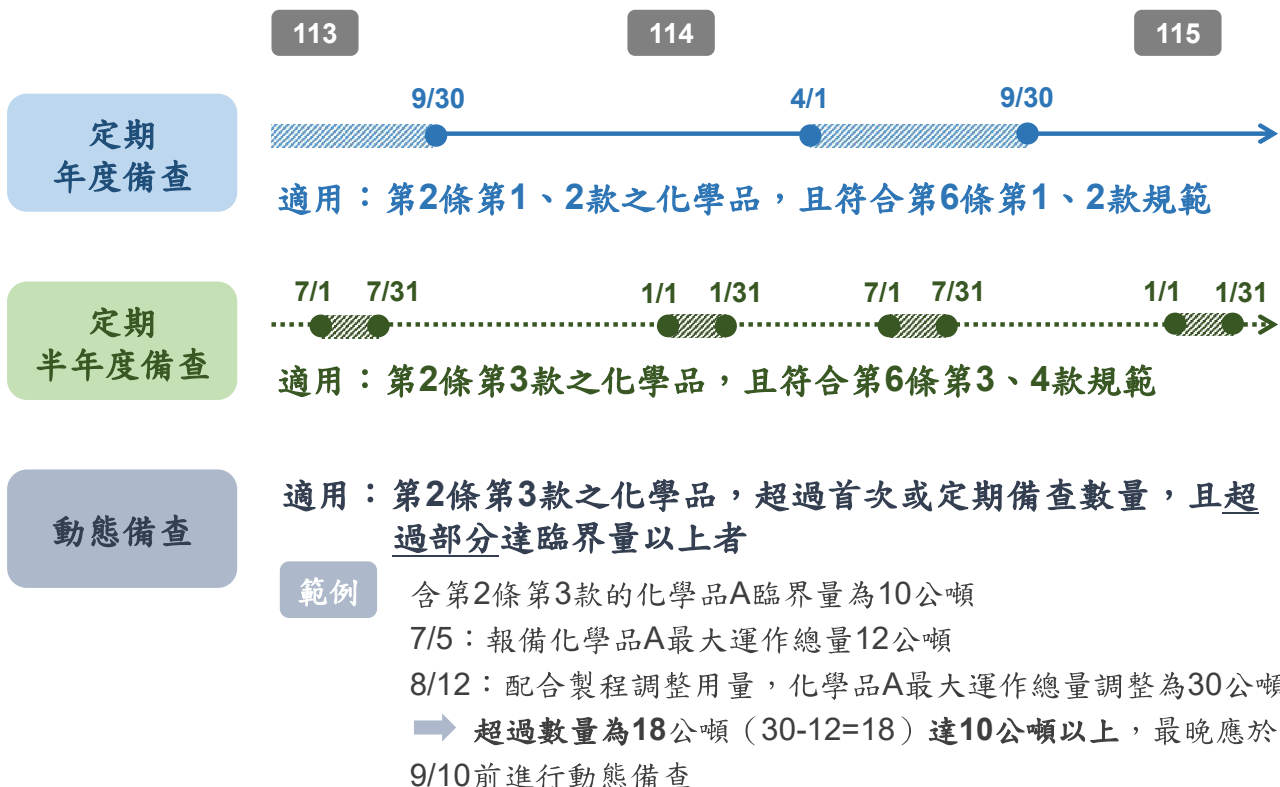 113 114 115
定期
年度備查
9/30 4/1 9/30
適用：第2條第1、2款之化學品，且符合第6條第1、2款規範
定期
半年度備查
7/1 7/31 1/1 1/31 7/1 7/31 1/1 1/31
適用：第2條第3款之化學品，且符合第6條第3、4款規範
動態備查
適用：第2條第3款之化學品，超過首次或定期備查數量，且超
過部分達臨界量以上者
範例
含第2條第3款的化學品A臨界量為10公噸
7/5：報備化學品A最大運作總量12公噸
8/12：配合製程調整用量，化學品A最大運作總量調整為30公噸
超過數量為18公噸（30-12=18）達10公噸以上，最晚應於
9/10前進行動態備查